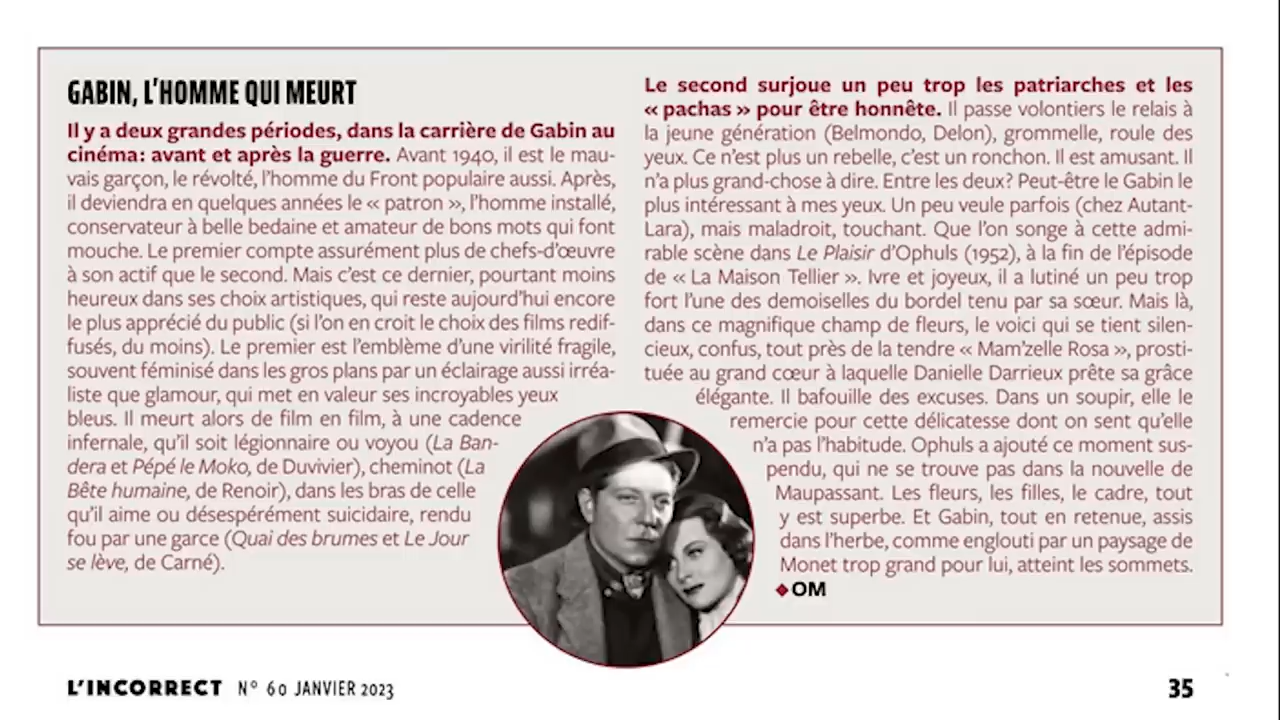 GABIN, L'HOMME QUI MEURT
Il y a deux grandes périodes, dans la carrière de Gabin au
cinéma : avant et après la guerre. Avant 1940, il est le mau-
vais garçon, le révolté, l'homme du Front populaire aussi. Après,
il deviendra en quelques années le « patron », l'homme installé,
conservateur à belle bedaine et amateur de bons mots qui font
mouche. Le premier compte assurément plus de chefs-d'œuvre
à son actif que le second. Mais c'est ce dernier, pourtant moins
heureux dans ses choix artistiques, qui reste aujourd'hui encore
le plus apprécié du public (si l'on en croit le choix des films redif-
fusés, du moins). Le premier est l'emblème d'une virilité fragile,
souvent féminisé dans les gros plans par un éclairage aussi irréa-
liste que glamour, qui met en valeur ses incroyables yeux
bleus. Il meurt alors de film en film, à une cadence
infernale, qu'il soit légionnaire ou voyou (La Ban-
dera et Pépé le Moko, de Duvivier), cheminot (La
Bête humaine, de Renoir), dans les bras de celle
qu'il aime ou désespérément suicidaire, rendu
fou par une garce (Quai des brumes et Le Jour
se lève, de Carné).
Le second surjoue un peu trop les patriarches et les
« pachas » pour être honnête. Il passe volontiers le relais à
la jeune génération (Belmondo, Delon), grommelle, roule des
yeux. Ce n'est plus un rebelle, c'est un ronchon. Il est amusant. Il
n'a plus grand-chose à dire. Entre les deux ? Peut-être le Gabin le
plus intéressant à mes yeux. Un peu veule parfois (chez Autant-
Lara), mais maladroit, touchant. Que l'on songe à cette admi-
rable scène dans Le Plaisir d'Ophuls (1952), à la fin de l'épisode
de « La Maison Tellier ». Ivre et joyeux, il a lutiné un peu trop
fort l'une des demoiselles du bordel tenu par sa sœur. Mais là,
dans ce magnifique champ de fleurs, le voici qui se tient silen-
cieux, confus, tout près de la tendre « Mam'zelle Rosa », prosti-
tuée au grand cœur à laquelle Danielle Darrieux prête sa grâce
élégante. Il bafouille des excuses. Dans un soupir, elle le
remercie pour cette délicatesse dont on sent qu'elle
n'a pas l'habitude. Ophuls a ajouté ce moment sus-
pendu, qui ne se trouve pas dans la nouvelle de
Maupassant. Les fleurs, les filles, le cadre, tout
y est superbe. Et Gabin, tout en retenue, assis
dans l'herbe, comme englouti par un paysage de
Monet trop grand pour lui, atteint les sommets.
◆OM
L'INCORRECT N° 60 JANVIER 2023
35